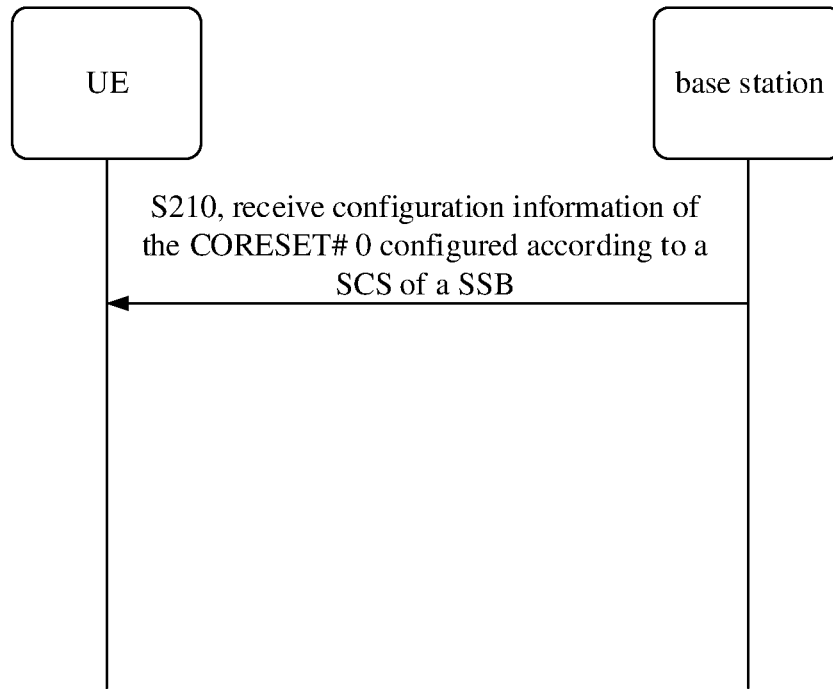 UE
base station
S210, receive configuration information of
the CORESET# 0 configured according to a
SCS of a SSB